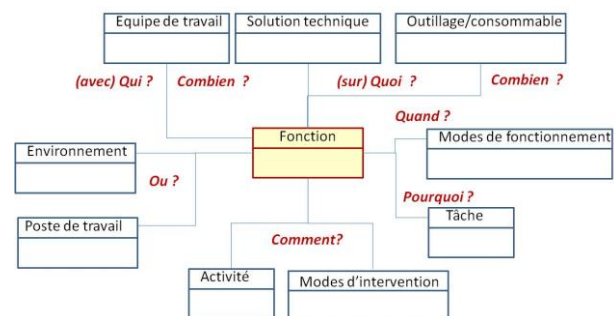 Equipe de travail
Solution technique
Outillage/consommable
(avec) Qui ?
Combien ?
(sur) Quoi ?
Combien ?
Quand ?
Fonction
Modes de fonctionnement
Environnement
Ou ?
Pourquoi ?
Poste de travail
Tâche
Comment?
Activité
Modes d'intervention